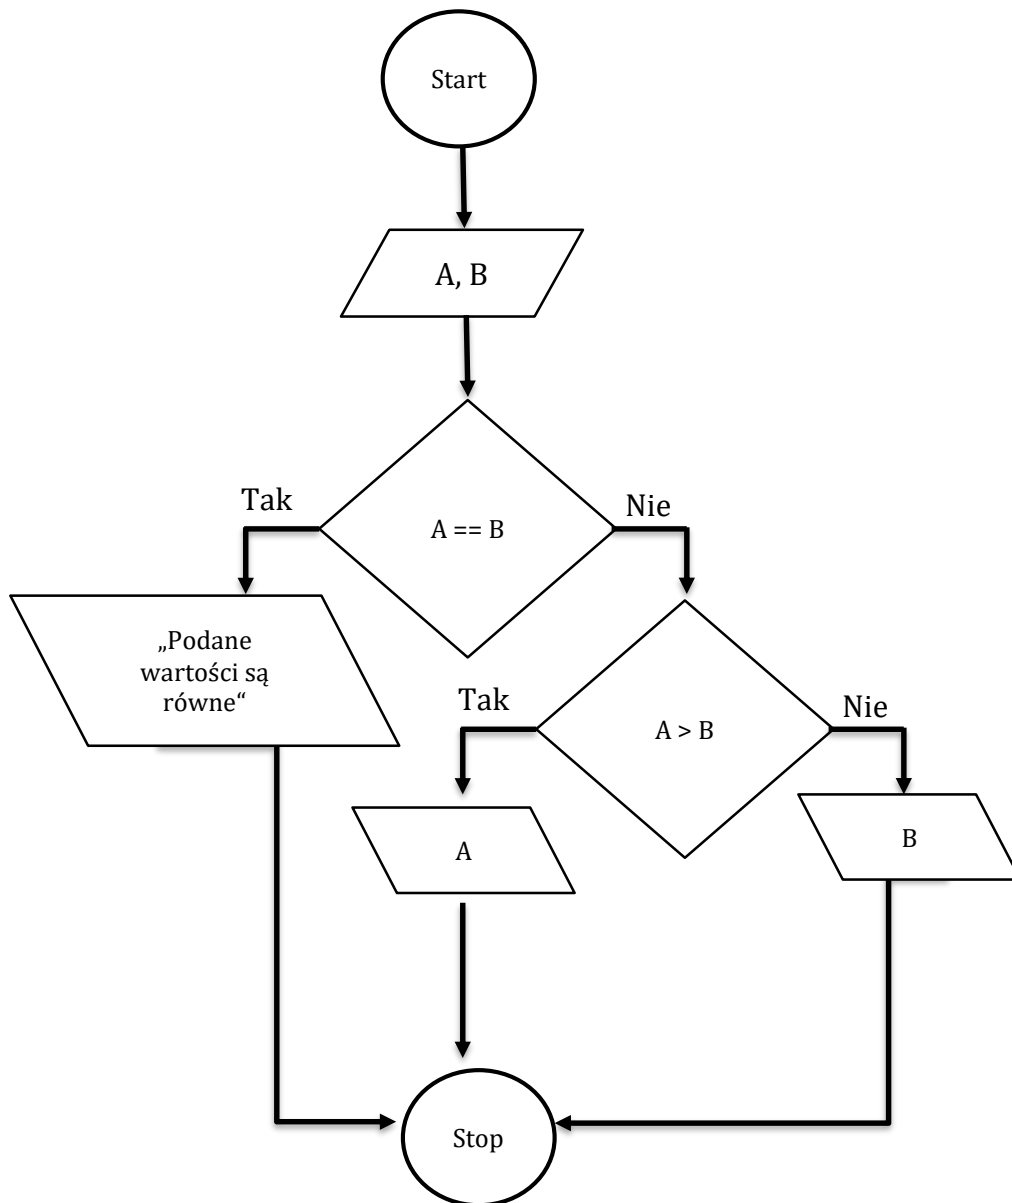 Start
A, B
A == B
Tak
Nie
„Podane
wartości są
równe“
A > B
Tak
Nie
A
B
Stop